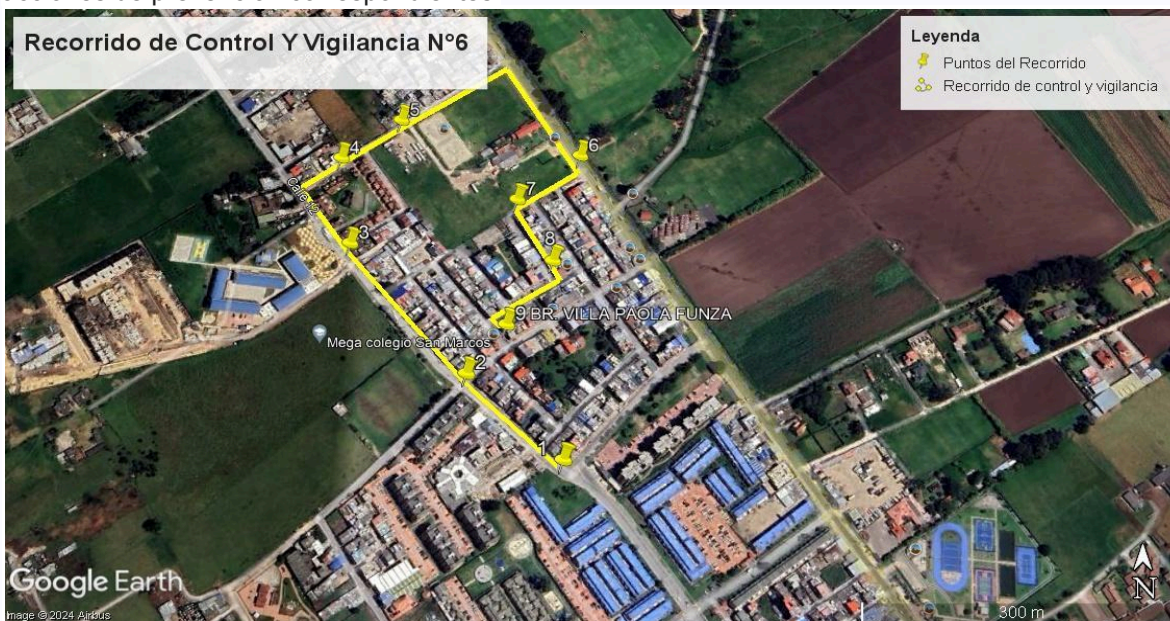 Recorrido de Control Y Vigilancia N°6
Leyenda
Puntos del Recorrido
Recorrido de control y vigilancia
5
4
6
7
3
8
9 BR. VILLA PAOLA FUNZA
Mega colegio San Marcos
2
1
Google Earth
Image © 2024 Airbus
300 m
N